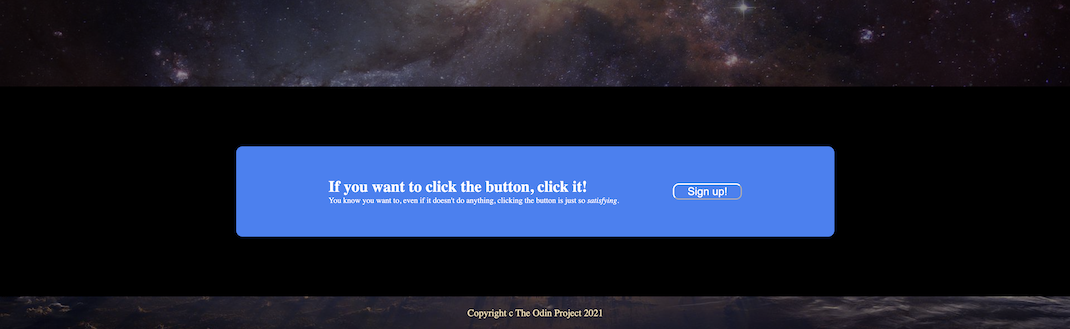 If you want to click the button, click it!
You know you want to, even if it doesn't do anything, clicking the button is just so satisfying.
Sign up!
Copyright c The Odin Project 2021